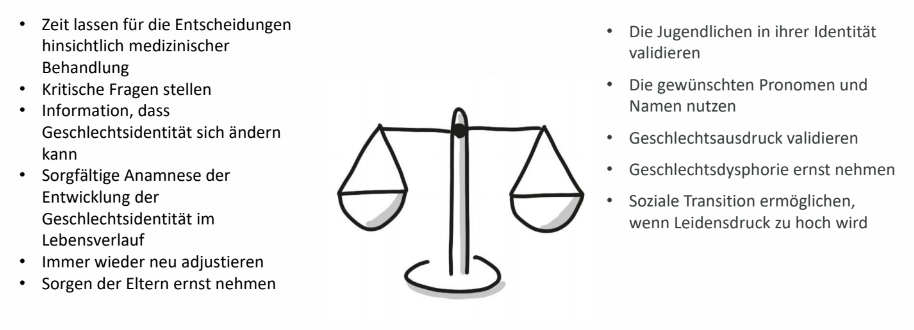 • Zeit lassen für die Entscheidungen
hinsichtlich medizinischer
Behandlung
• Kritische Fragen stellen
• Information, dass
Geschlechtsidentität sich ändern
kann
• Sorgfältige Anamnese der
Entwicklung der
Geschlechtsidentität im
Lebensverlauf
• Immer wieder neu adjustieren
• Sorgen der Eltern ernst nehmen
• Die Jugendlichen in ihrer Identität
validieren
• Die gewünschten Pronomen und
Namen nutzen
• Geschlechtsausdruck validieren
• Geschlechtsdysphorie ernst nehmen
• Soziale Transition ermöglichen,
wenn Leidensdruck zu hoch wird